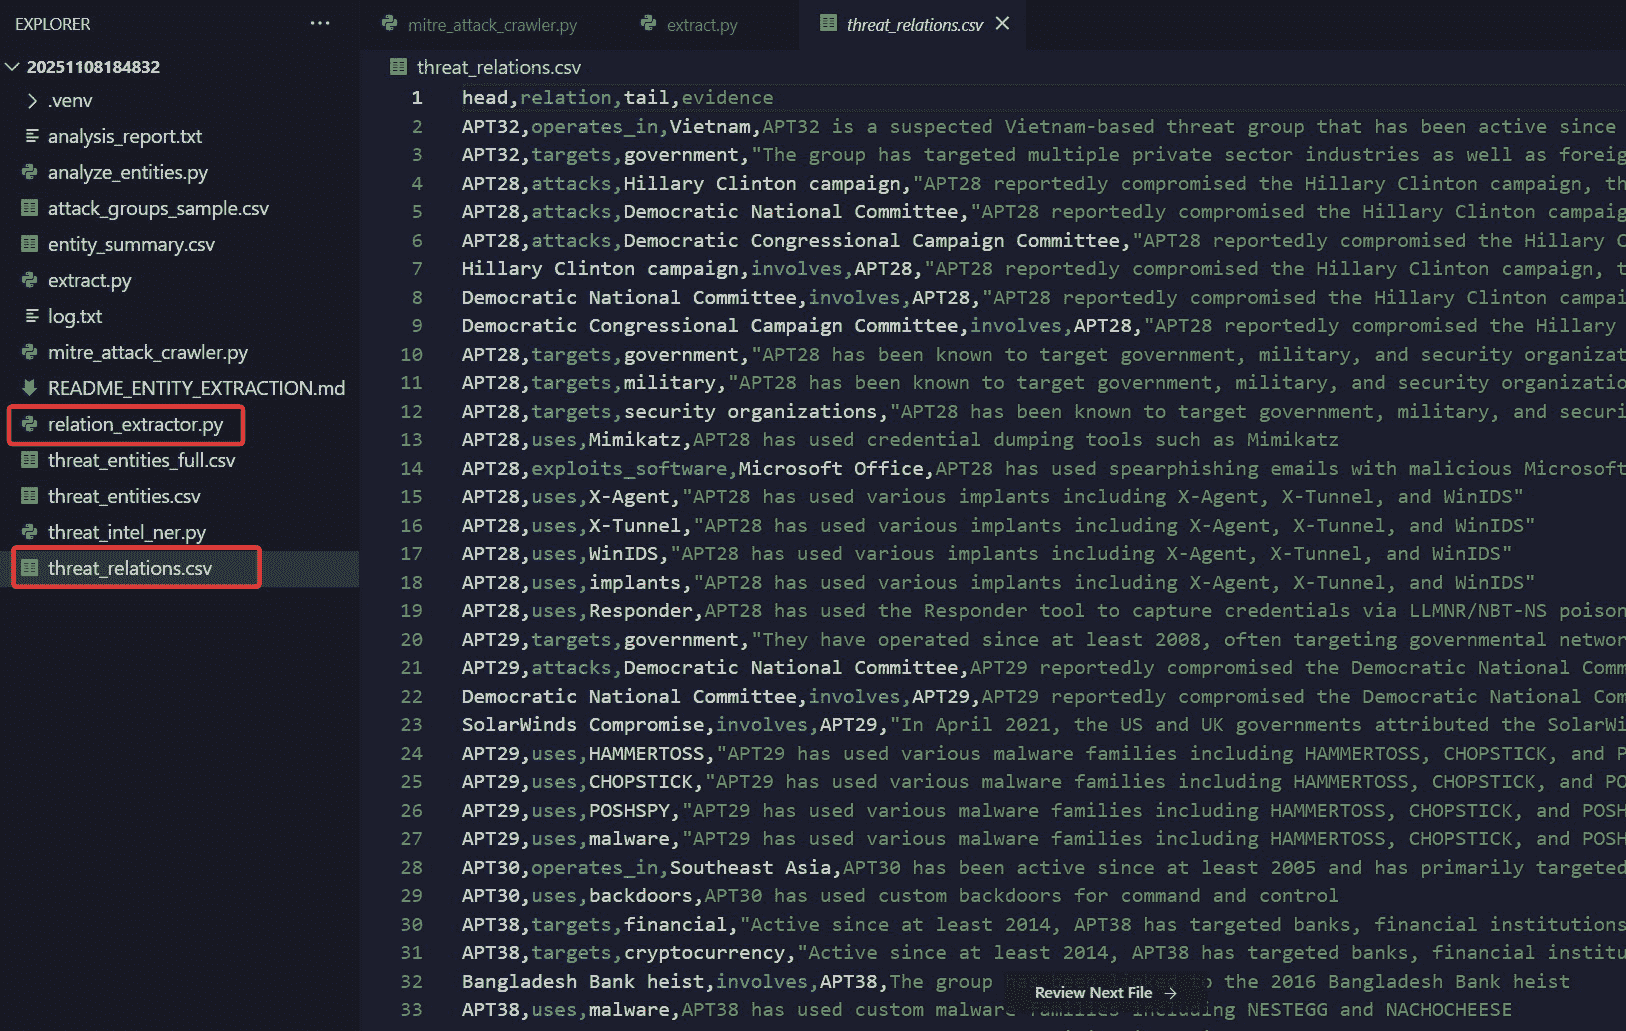 EXPLORER ...
20251108184832
.venv
analysis_report.txt
analyze_entities.py
attack_groups_sample.csv
entity_summary.csv
extract.py
log.txt
mitre_attack_crawler.py
README_ENTITY_EXTRACTION.md
relation_extractor.py
threat_entities_full.csv
threat_entities.csv
threat_intel_ner.py
threat_relations.csv
mitre_attack_crawler.py extract.py threat_relations.csv
threat_relations.csv
1 head,relation,tail,evidence
2 APT32,operates_in,Vietnam,APT32 is a suspected Vietnam-based threat group that has been active since
3 APT32,targets,government,"The group has targeted multiple private sector industries as well as foreig
4 APT28,attacks,Hillary Clinton campaign,"APT28 reportedly compromised the Hillary Clinton campaign, th
5 APT28,attacks,Democratic National Committee,"APT28 reportedly compromised the Hillary Clinton campaig
6 APT28,attacks,Democratic Congressional Campaign Committee,"APT28 reportedly compromised the Hillary C
7 Hillary Clinton campaign,involves,APT28,"APT28 reportedly compromised the Hillary Clinton campaign, t
8 Democratic National Committee,involves,APT28,"APT28 reportedly compromised the Hillary Clinton campai
9 Democratic Congressional Campaign Committee,involves,APT28,"APT28 reportedly compromised the Hillary
10 APT28,targets,government,"APT28 has been known to target government, military, and security organizat
11 APT28,targets,military,"APT28 has been known to target government, military, and security organizatio
12 APT28,targets,security organizations,"APT28 has been known to target government, military, and securi
13 APT28,uses,Mimikatz,APT28 has used credential dumping tools such as Mimikatz
14 APT28,exploits_software,Microsoft Office,APT28 has used spearphishing emails with malicious Microsoft
15 APT28,uses,X-Agent,"APT28 has used various implants including X-Agent, X-Tunnel, and WinIDS"
16 APT28,uses,X-Tunnel,"APT28 has used various implants including X-Agent, X-Tunnel, and WinIDS"
17 APT28,uses,WinIDS,"APT28 has used various implants including X-Agent, X-Tunnel, and WinIDS"
18 APT28,uses,implants,"APT28 has used various implants including X-Agent, X-Tunnel, and WinIDS"
19 APT28,uses,Responder,APT28 has used the Responder tool to capture credentials via LLMNR/NBT-NS poison
20 APT29,targets,government,"They have operated since at least 2008, often targeting governmental networ
21 APT29,attacks,Democratic National Committee,APT29 reportedly compromised the Democratic National Comm
22 Democratic National Committee,involves,APT29,APT29 reportedly compromised the Democratic National Com
23 SolarWinds Compromise,involves,APT29,"In April 2021, the US and UK governments attributed the SolarWi
24 APT29,uses,HAMMERTOSS,"APT29 has used various malware families including HAMMERTOSS, CHOPSTICK, and P
25 APT29,uses,CHOPSTICK,"APT29 has used various malware families including HAMMERTOSS, CHOPSTICK, and PO
26 APT29,uses,POSHSPY,"APT29 has used various malware families including HAMMERTOSS, CHOPSTICK, and POSH
27 APT29,uses,malware,"APT29 has used various malware families including HAMMERTOSS, CHOPSTICK, and POSH
28 APT30,operates_in,Southeast Asia,APT30 has been active since at least 2005 and has primarily targeted
29 APT30,uses,backdoors,APT30 has used custom backdoors for command and control
30 APT38,targets,financial,"Active since at least 2014, APT38 has targeted banks, financial institutions
31 APT38,targets,cryptocurrency,"Active since at least 2014, APT38 has targeted banks, financial institu
32 Bangladesh Bank heist,involves,APT38,The group the 2016 Bangladesh Bank heist
33 APT38,uses,malware,APT38 has used custom malware families including NESTEGG and NACHOCHEESE
Review Next File →